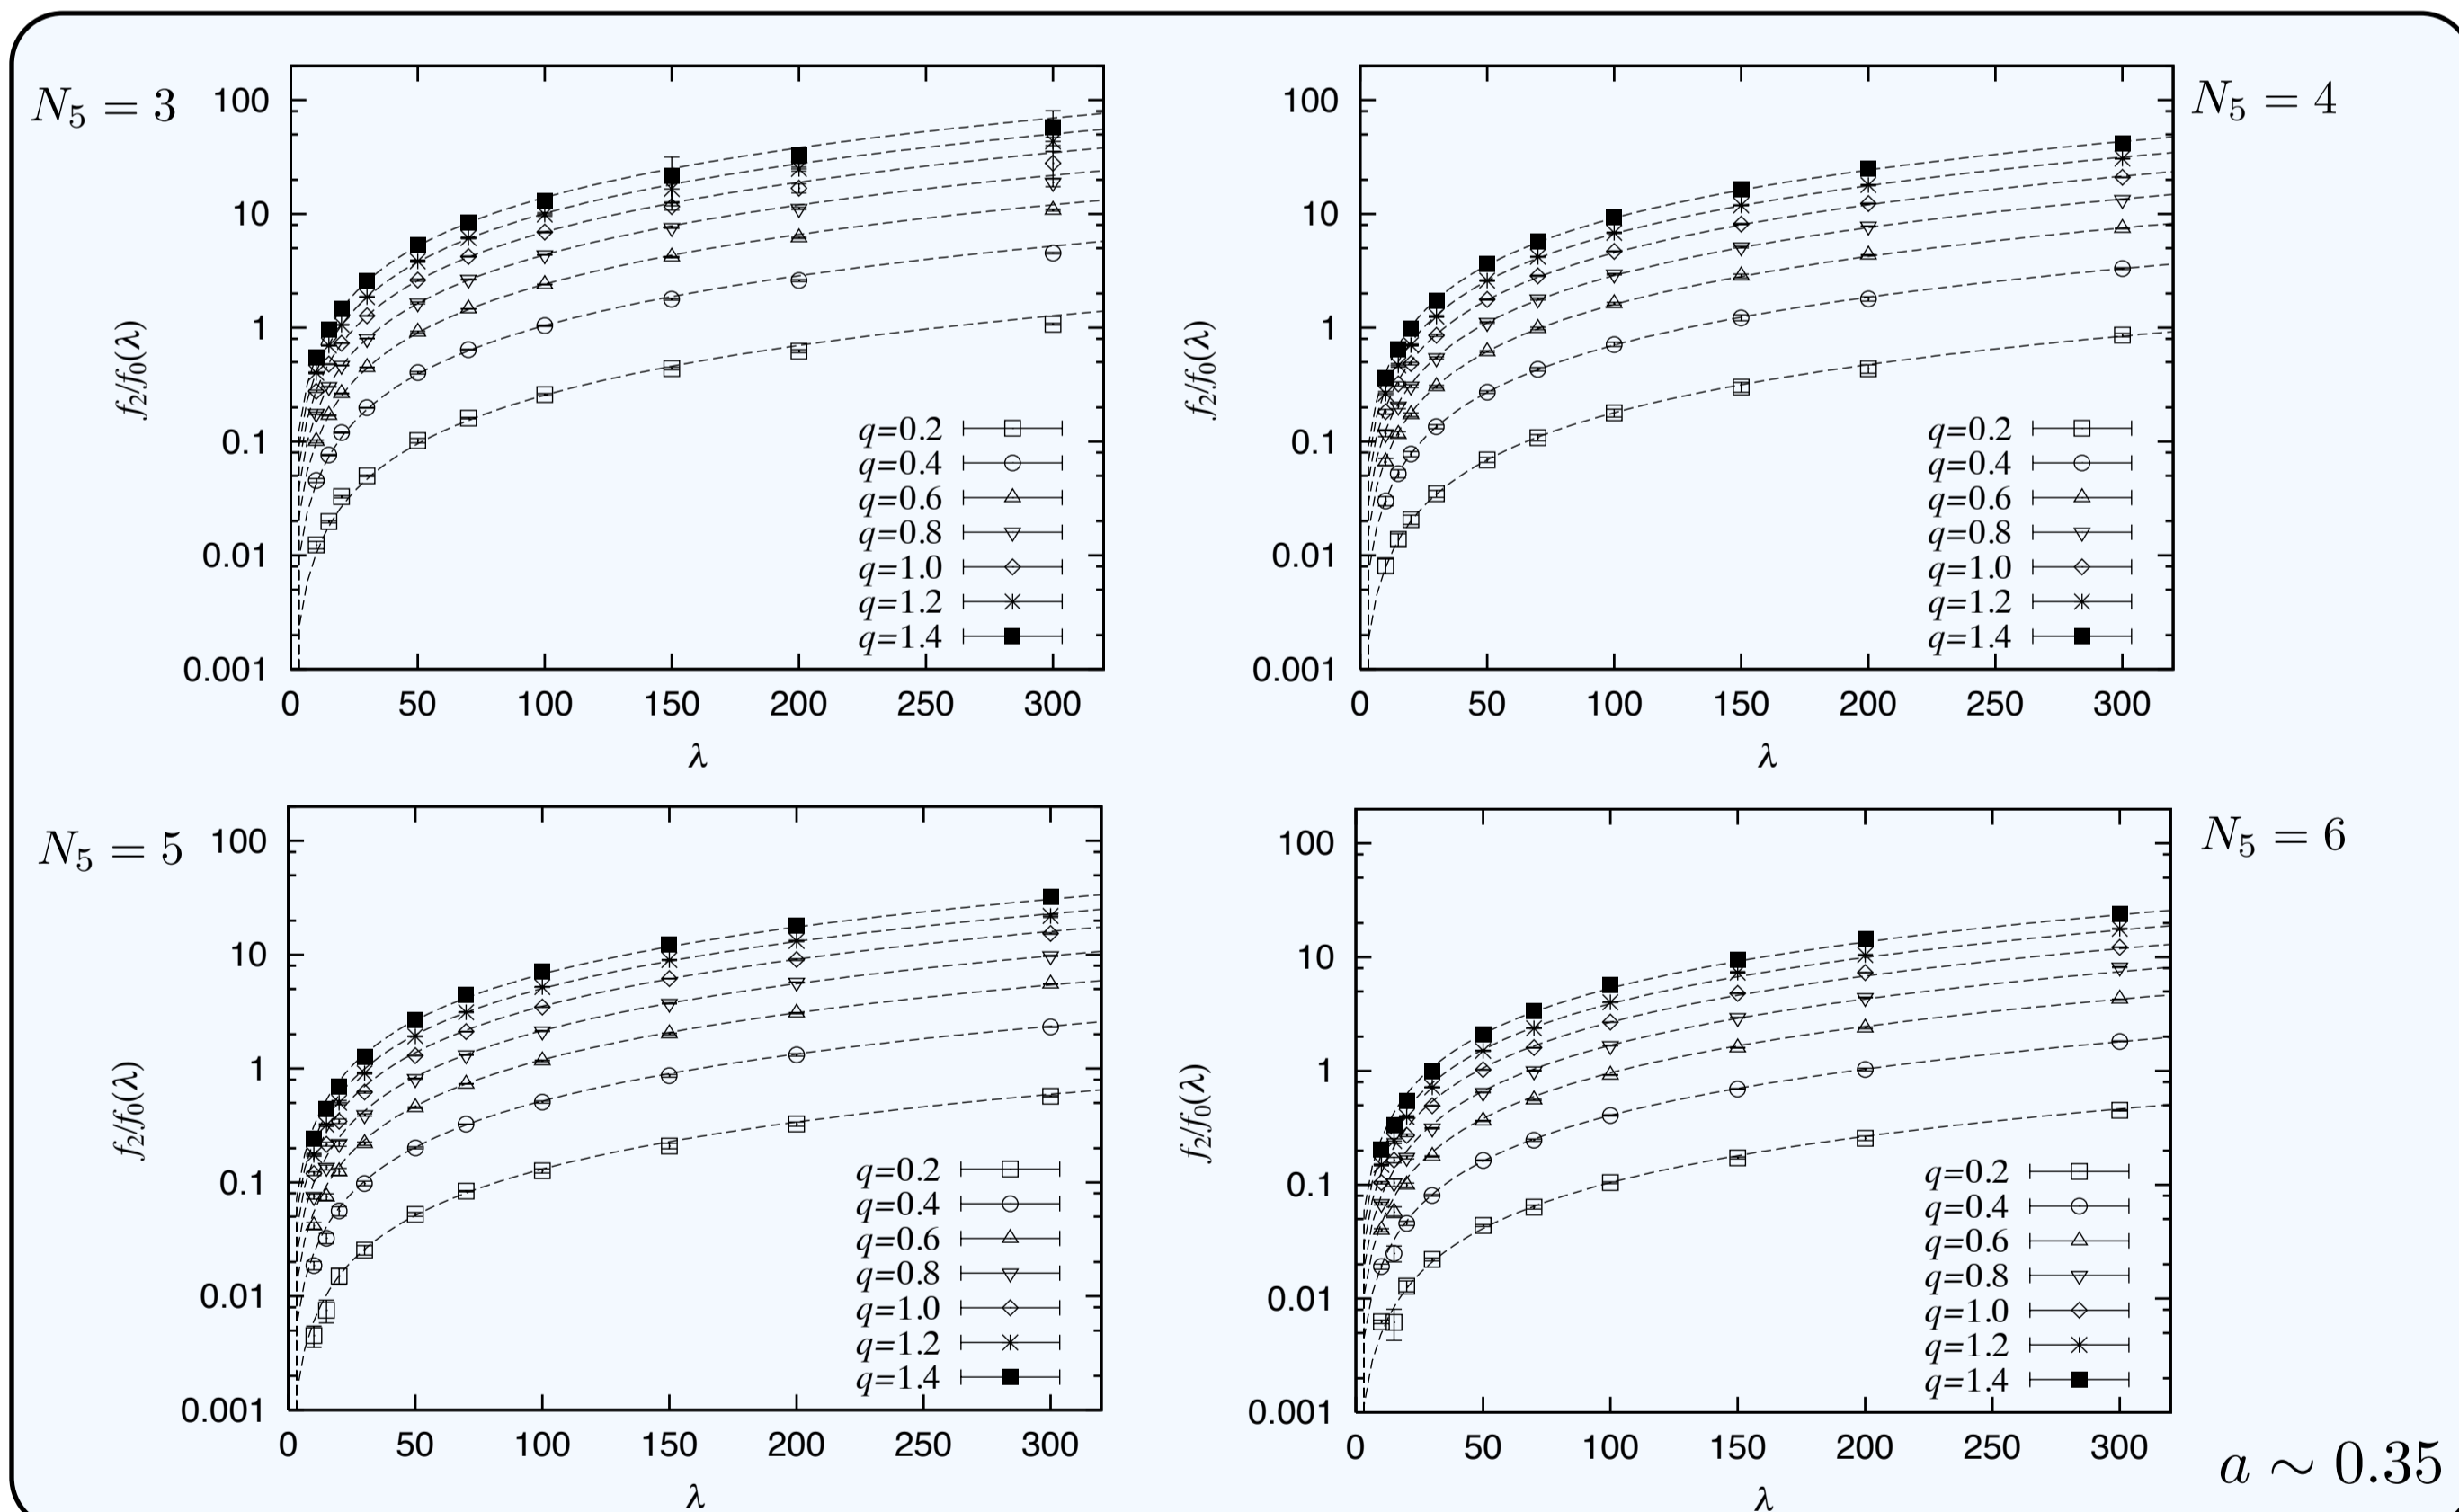 N₅ = 3
100
10
1
0.1
0.01
0.001
f₂/f₀(λ)
q=0.2
q=0.4
q=0.6
q=0.8
q=1.0
q=1.2
q=1.4
0 50 100 150 200 250 300
λ
N₅ = 4
100
10
1
0.1
0.01
0.001
f₂/f₀(λ)
q=0.2
q=0.4
q=0.6
q=0.8
q=1.0
q=1.2
q=1.4
0 50 100 150 200 250 300
λ
N₅ = 5
100
10
1
0.1
0.01
0.001
f₂/f₀(λ)
q=0.2
q=0.4
q=0.6
q=0.8
q=1.0
q=1.2
q=1.4
0 50 100 150 200 250 300
λ
N₅ = 6
100
10
1
0.1
0.01
0.001
f₂/f₀(λ)
q=0.2
q=0.4
q=0.6
q=0.8
q=1.0
q=1.2
q=1.4
0 50 100 150 200 250 300
λ
a ∼ 0.35